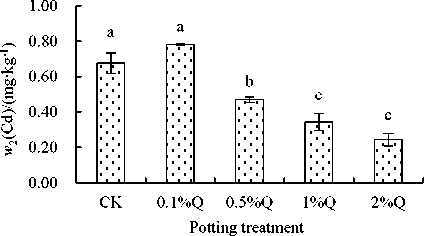 1.00
0.80
0.60
0.40
0.20
0.00
w₂(Cd)/(mg·kg⁻¹)
a
a
b
c
c
CK 0.1%Q 0.5%Q 1%Q 2%Q
Potting treatment